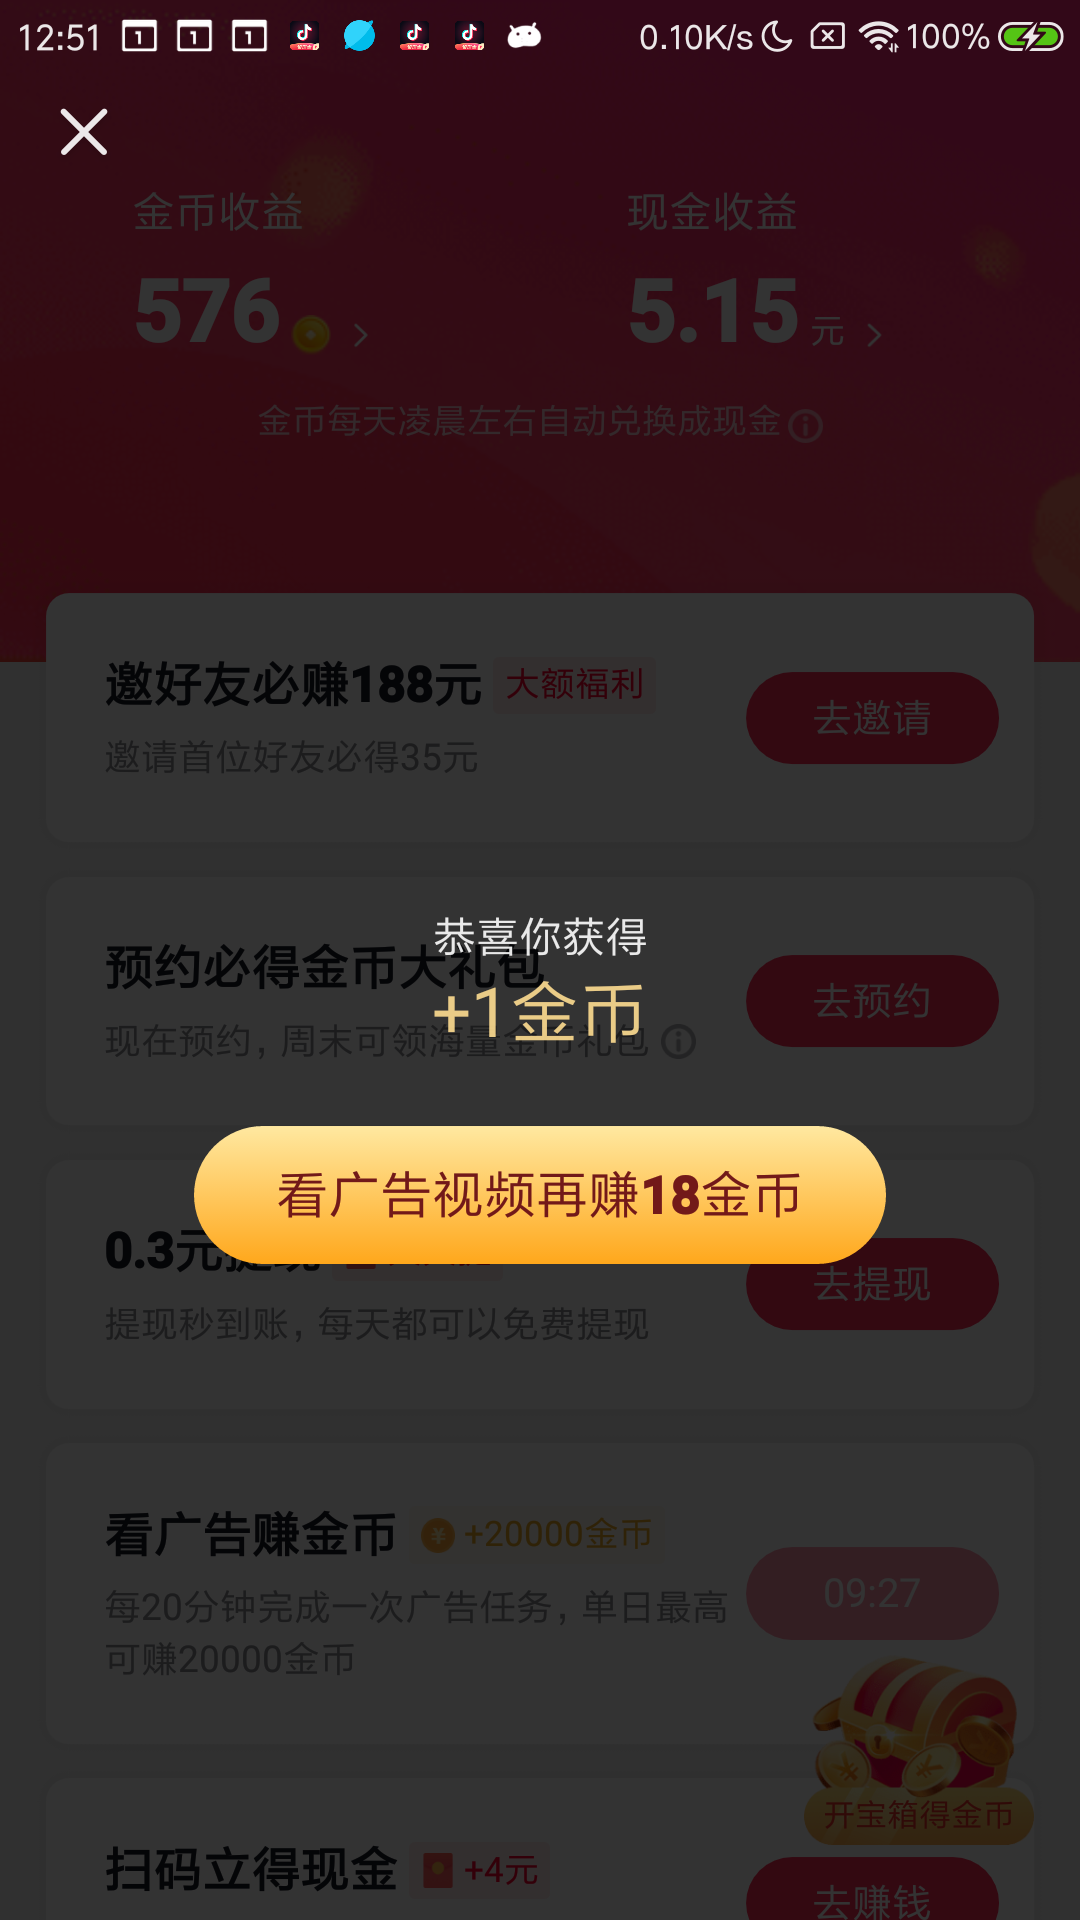 12:51
0.10K/s
100%
金币收益
现金收益
576
5.15元
金币每天凌晨左右自动兑换成现金
邀好友必赚188元
大额福利
邀请首位好友必得35元
去邀请
恭喜你获得
预约必得金币大礼包
+1金币
现在预约，周末可领海量金币礼包
去预约
看广告视频再赚18金币
0.3元提现
提现秒到账，每天都可以免费提现
去提现
看广告赚金币
+20000金币
每20分钟完成一次广告任务，单日最高
可赚20000金币
09:27
开宝箱得金币
扫码立得现金
+4元
去赚钱